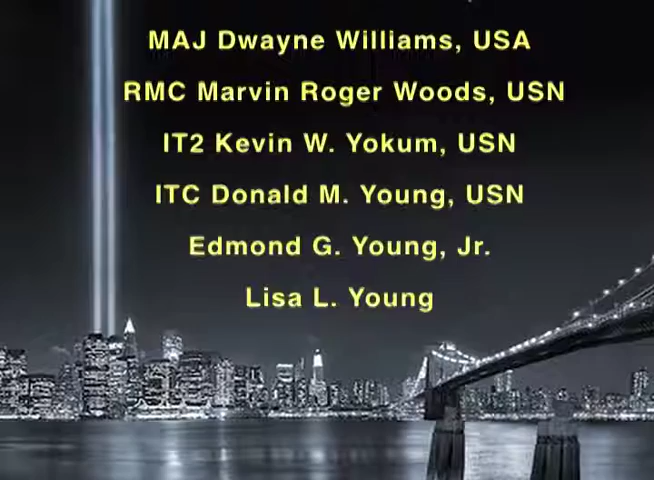 MAJ Dwayne Williams, USA
RMC Marvin Roger Woods, USN
IT2 Kevin W. Yokum, USN
ITC Donald M. Young, USN
Edmond G. Young, Jr.
Lisa L. Young